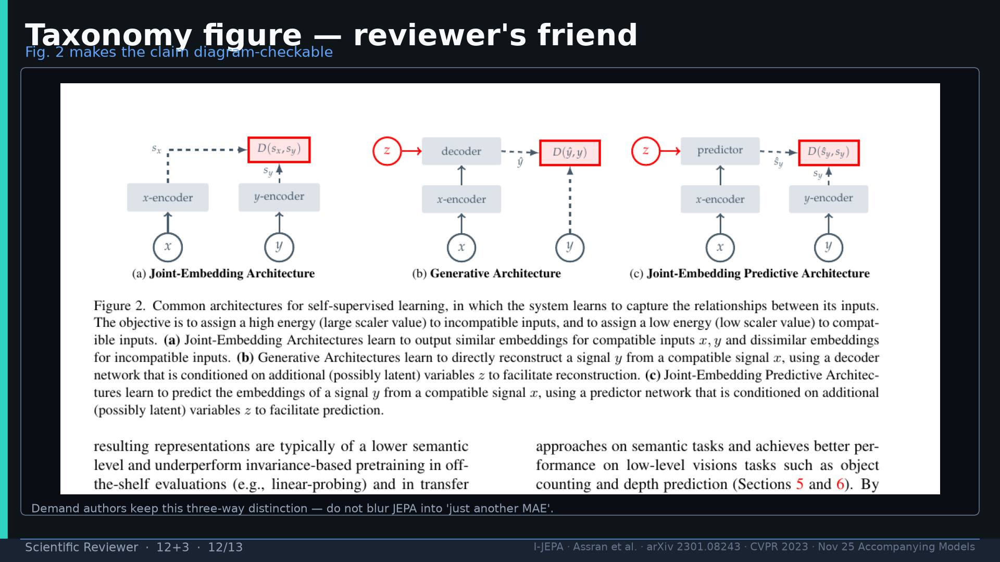 Taxonomy figure — reviewer's friend
Fig. 2 makes the claim diagram-checkable
s_x
D(s_x, s_y)
s_y
x-encoder
y-encoder
x
y
(a) Joint-Embedding Architecture
z
decoder
ŷ
D(ŷ, y)
x-encoder
x
y
(b) Generative Architecture
z
predictor
ŝ_y
D(ŝ_y, s_y)
s_y
x-encoder
y-encoder
x
y
(c) Joint-Embedding Predictive Architecture
Figure 2. Common architectures for self-supervised learning, in which the system learns to capture the relationships between its inputs.
The objective is to assign a high energy (large scaler value) to incompatible inputs, and to assign a low energy (low scaler value) to compat-
ible inputs. (a) Joint-Embedding Architectures learn to output similar embeddings for compatible inputs x, y and dissimilar embeddings
for incompatible inputs. (b) Generative Architectures learn to directly reconstruct a signal y from a compatible signal x, using a decoder
network that is conditioned on additional (possibly latent) variables z to facilitate reconstruction. (c) Joint-Embedding Predictive Architec-
tures learn to predict the embeddings of a signal y from a compatible signal x, using a predictor network that is conditioned on additional
(possibly latent) variables z to facilitate prediction.
resulting representations are typically of a lower semantic
level and underperform invariance-based pretraining in off-
the-shelf evaluations (e.g., linear-probing) and in transfer
approaches on semantic tasks and achieves better per-
formance on low-level visions tasks such as object
counting and depth prediction (Sections 5 and 6). By
Demand authors keep this three-way distinction — do not blur JEPA into 'just another MAE'.
Scientific Reviewer · 12+3 · 12/13
I-JEPA · Assran et al. · arXiv 2301.08243 · CVPR 2023 · Nov 25 Accompanying Models